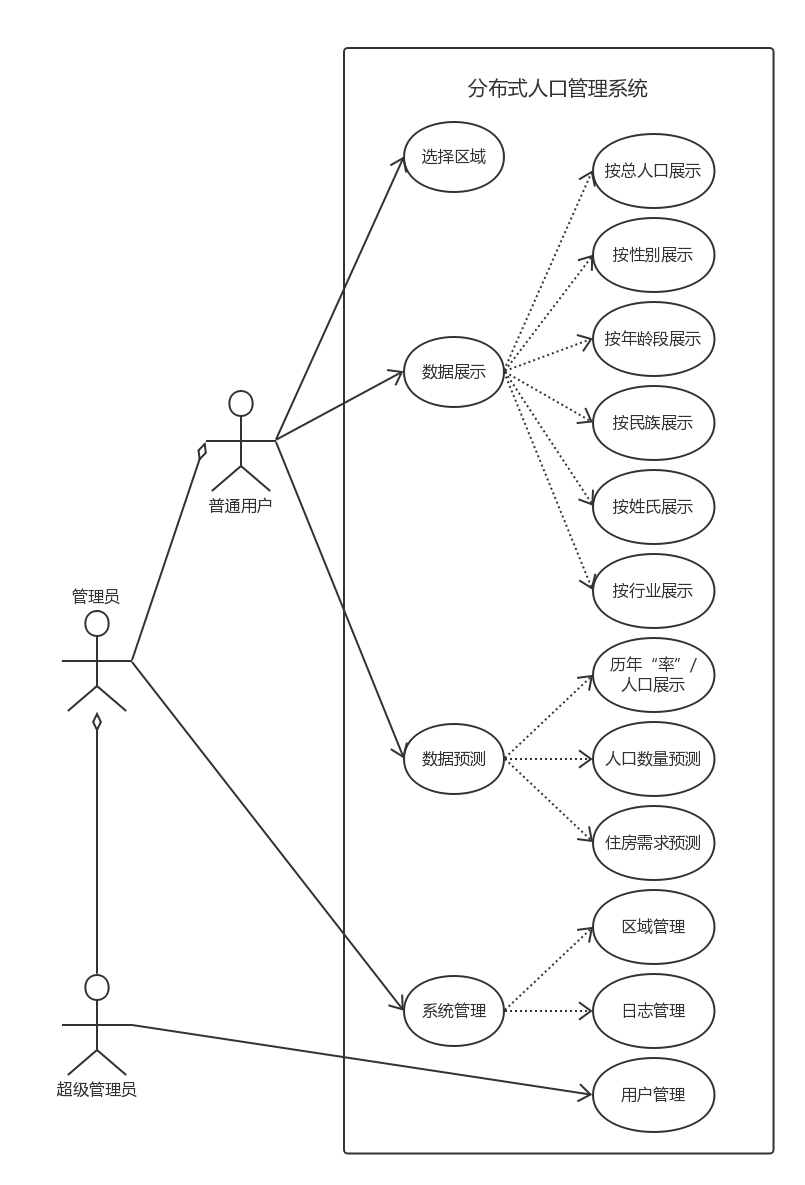 分布式人口管理系统
选择区域
按总人口展示
按性别展示
按年龄段展示
数据展示
按民族展示
普通用户
按姓氏展示
按行业展示
管理员
历年“率”/
人口展示
数据预测
人口数量预测
住房需求预测
区域管理
系统管理
日志管理
超级管理员
用户管理